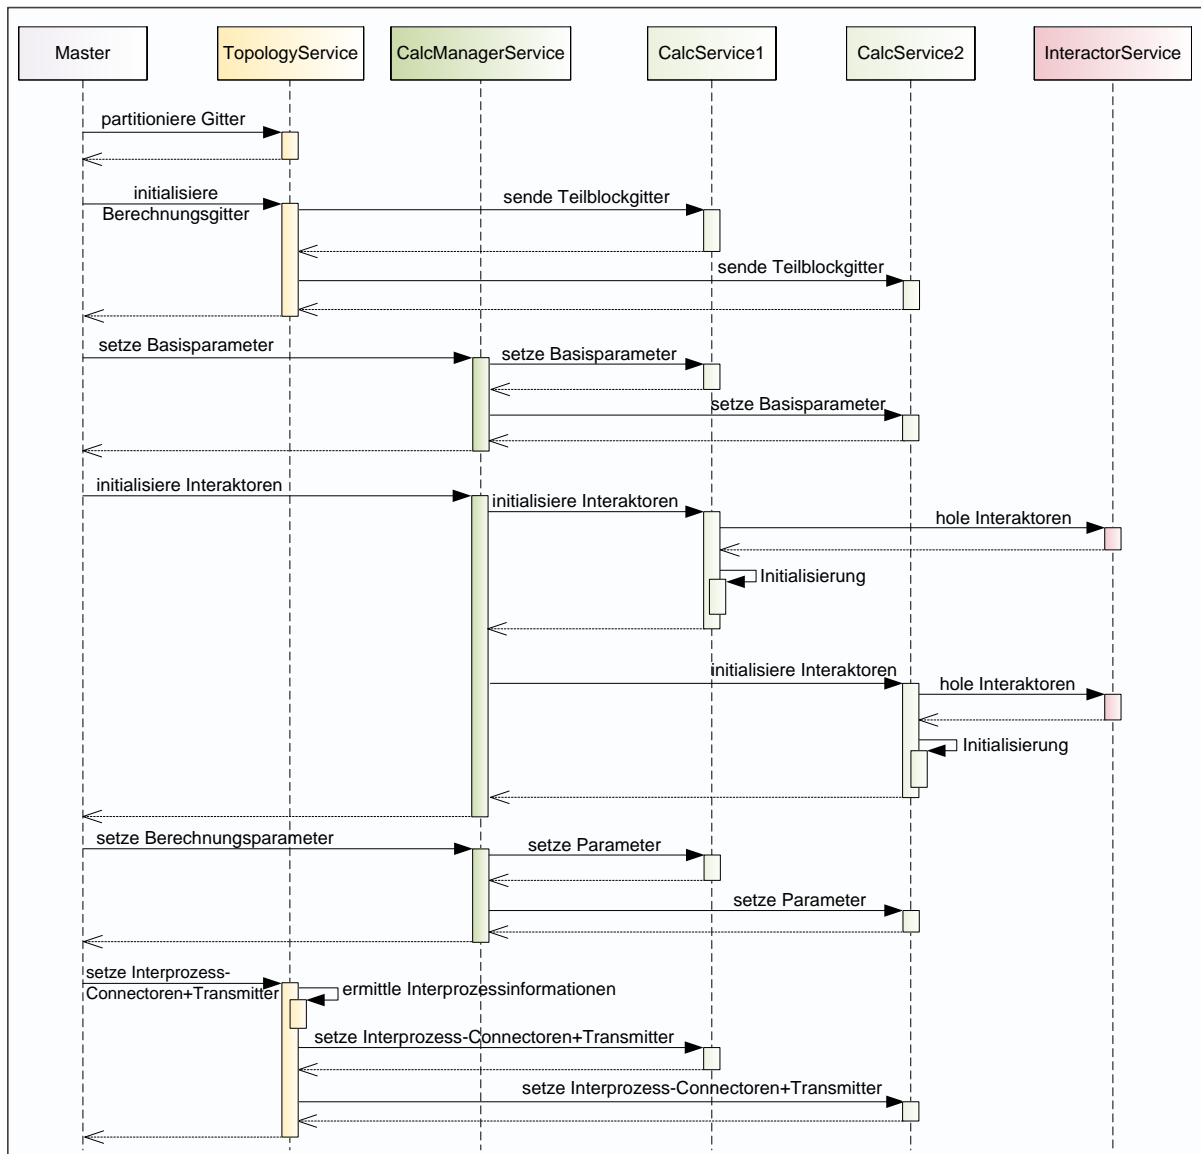 Master
TopologyService
CalcManagerService
CalcService1
CalcService2
InteractorService
partitioniere Gitter
initialisiere
Berechnungsgitter
sende Teilblockgitter
sende Teilblockgitter
setze Basisparameter
setze Basisparameter
setze Basisparameter
initialisiere Interaktoren
initialisiere Interaktoren
hole Interaktoren
Initialisierung
initialisiere Interaktoren
hole Interaktoren
Initialisierung
setze Berechnungsparameter
setze Parameter
setze Parameter
setze Interprozess-
Connectoren+Transmitter
ermittle Interprozessinformationen
setze Interprozess-Connectoren+Transmitter
setze Interprozess-Connectoren+Transmitter